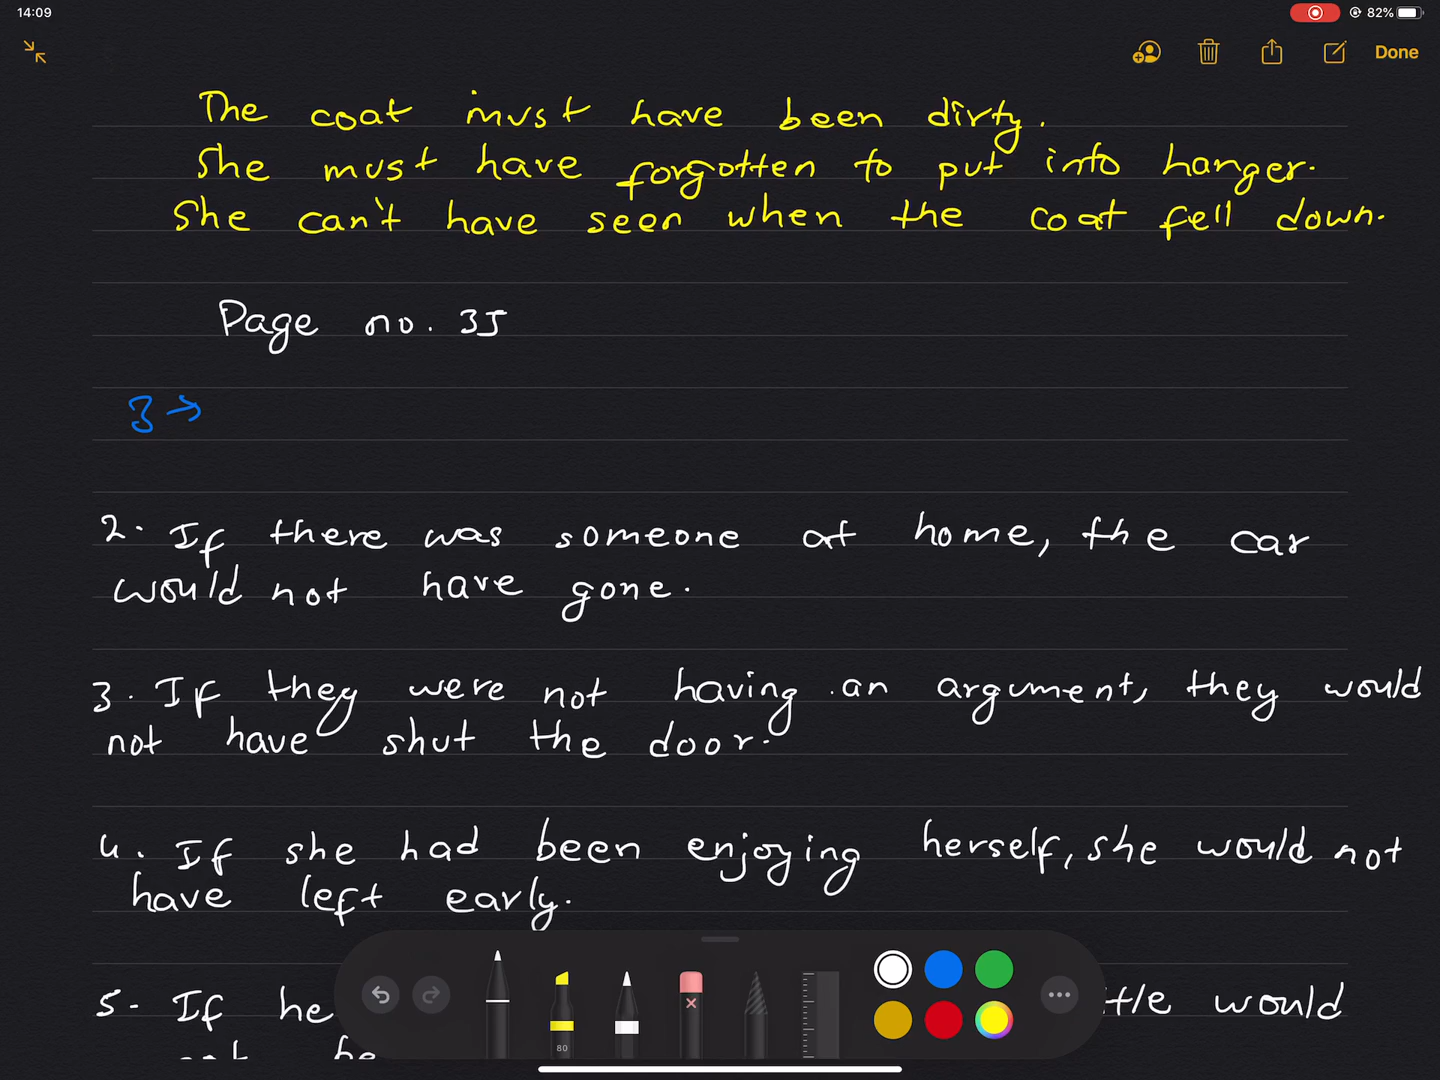 14:09
82%
Done
The coat must have been dirty.
She must have forgotten to put into hanger.
She can't have seen when the coat fell down.
Page no. 35
3 →
2. If there was someone at home, the car
would not have gone.
3. If they were not having an argument, they would
not have shut the door.
4. If she had been enjoying herself, she would not
have left early.
5- If he would
80